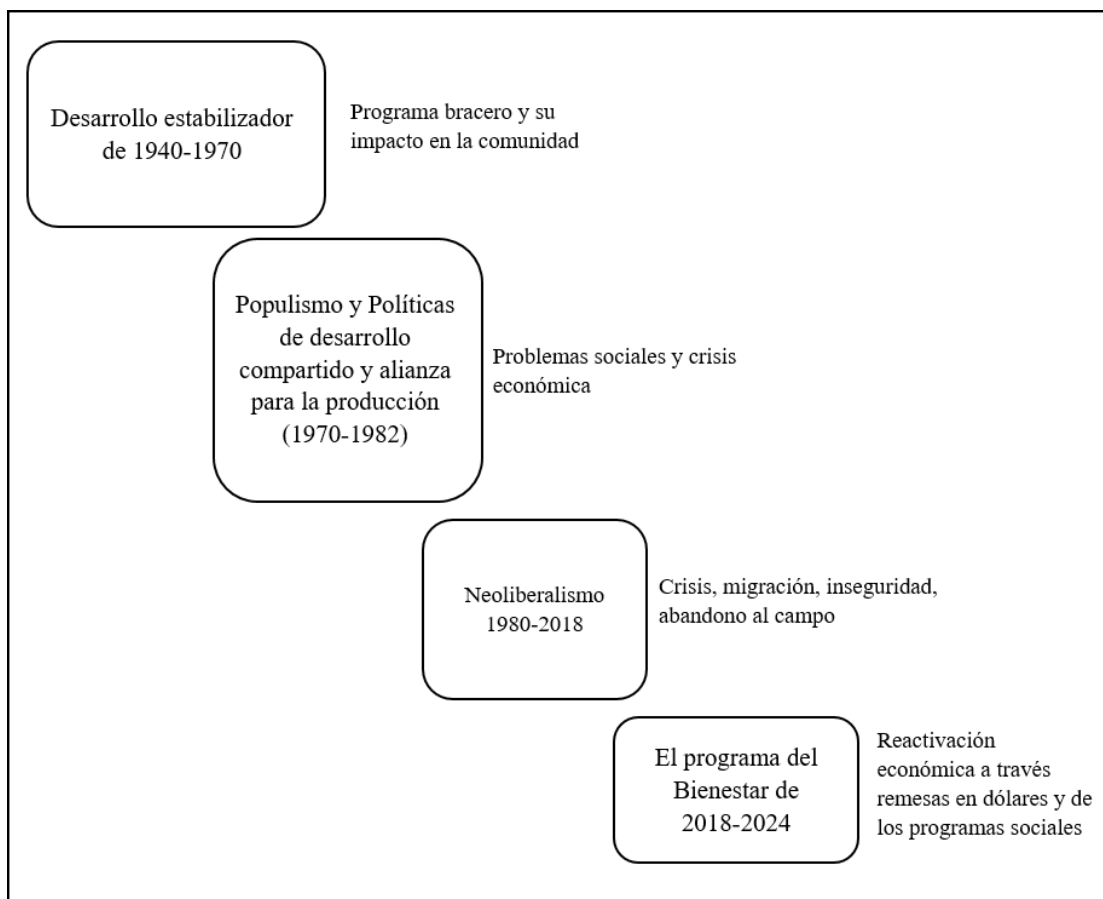 Desarrollo estabilizador
de 1940-1970
Programa bracero y su
impacto en la comunidad
Populismo y Políticas
de desarrollo
compartido y alianza
para la producción
(1970-1982)
Problemas sociales y crisis
económica
Neoliberalismo
1980-2018
Crisis, migración, inseguridad,
abandono al campo
El programa del
Bienestar de
2018-2024
Reactivación
económica a través
remesas en dólares y de
los programas sociales